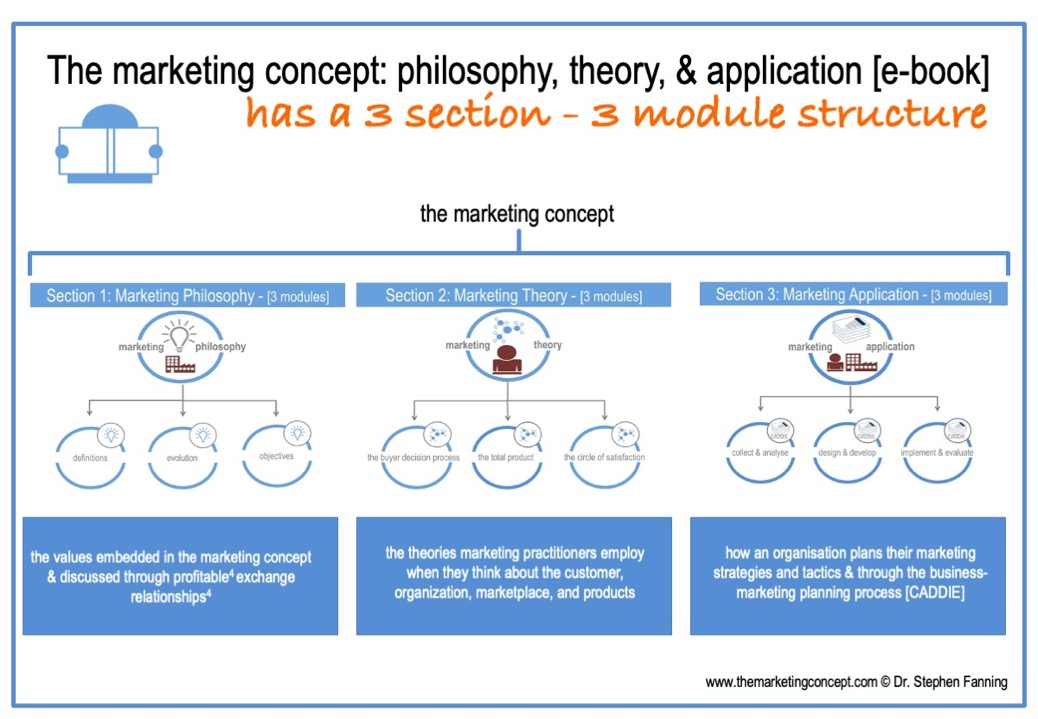 The marketing concept: philosophy, theory, & application [e-book]
has a 3 section - 3 module structure
the marketing concept
Section 1: Marketing Philosophy - [3 modules]
marketing philosophy
definitions
evolution
objectives
the values embedded in the marketing concept
& discussed through profitable⁴ exchange
relationships⁴
Section 2: Marketing Theory - [3 modules]
marketing theory
the buyer decision process
the total product
the circle of satisfaction
the theories marketing practitioners employ
when they think about the customer,
organization, marketplace, and products
Section 3: Marketing Application - [3 modules]
marketing application
CADDIE
collect & analyse
CADDIE
design & develop
CADDIE
implement & evaluate
how an organisation plans their marketing
strategies and tactics & through the business-
marketing planning process [CADDIE]
www.themarketingconcept.com © Dr. Stephen Fanning